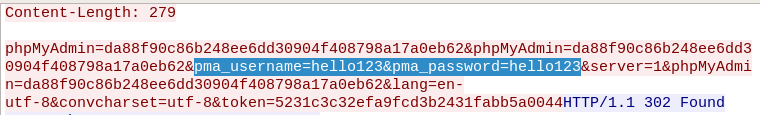 Content-Length: 279
phpMyAdmin=da88f90c86b248ee6dd30904f408798a17a0eb62&phpMyAdmin=da88f90c86b248ee6dd3
0904f408798a17a0eb62&pma_username=hello123&pma_password=hello123&server=1&phpMyAdmi
n=da88f90c86b248ee6dd30904f408798a17a0eb62&lang=en-
utf-8&convcharset=utf-8&token=5231c3c32efa9fcd3b2431fabb5a0044HTTP/1.1 302 Found